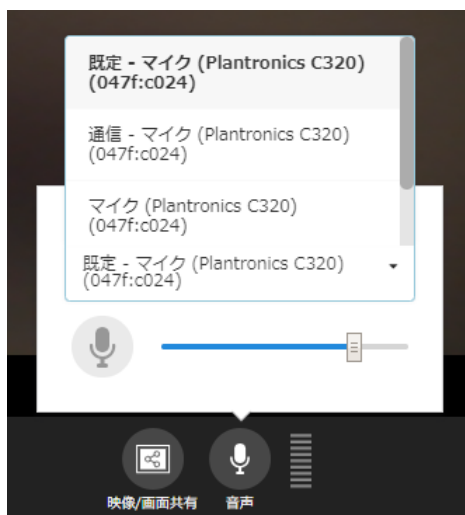 既定 - マイク (Plantronics C320)
(047f:c024)
通信 - マイク (Plantronics C320)
(047f:c024)
マイク (Plantronics C320)
(047f:c024)
既定 - マイク (Plantronics C320)
(047f:c024)
映像/画面共有
音声